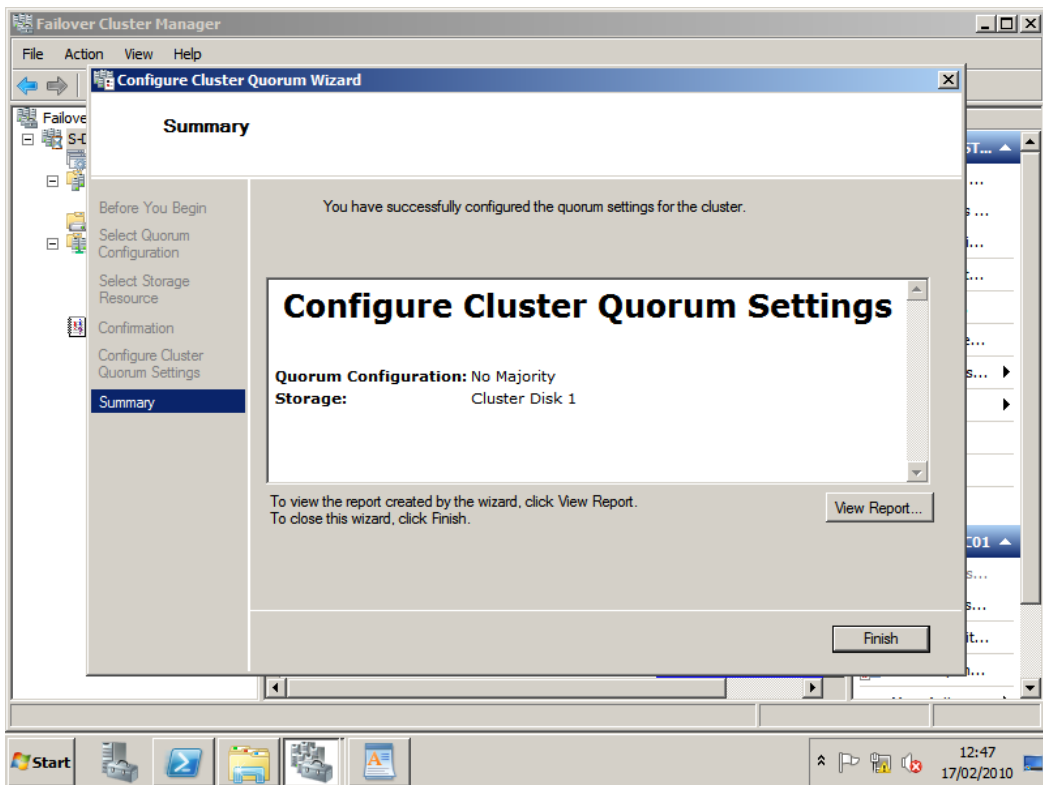 Failover Cluster Manager
File Action View Help
Configure Cluster Quorum Wizard
Failove
S-D
Summary
Before You Begin
Select Quorum
Configuration
Select Storage
Resource
Confirmation
Configure Cluster
Quorum Settings
Summary
You have successfully configured the quorum settings for the cluster.
Configure Cluster Quorum Settings
Quorum Configuration: No Majority
Storage: Cluster Disk 1
To view the report created by the wizard, click View Report.
To close this wizard, click Finish.
View Report...
Finish
ST...
C01
Start
12:47
17/02/2010